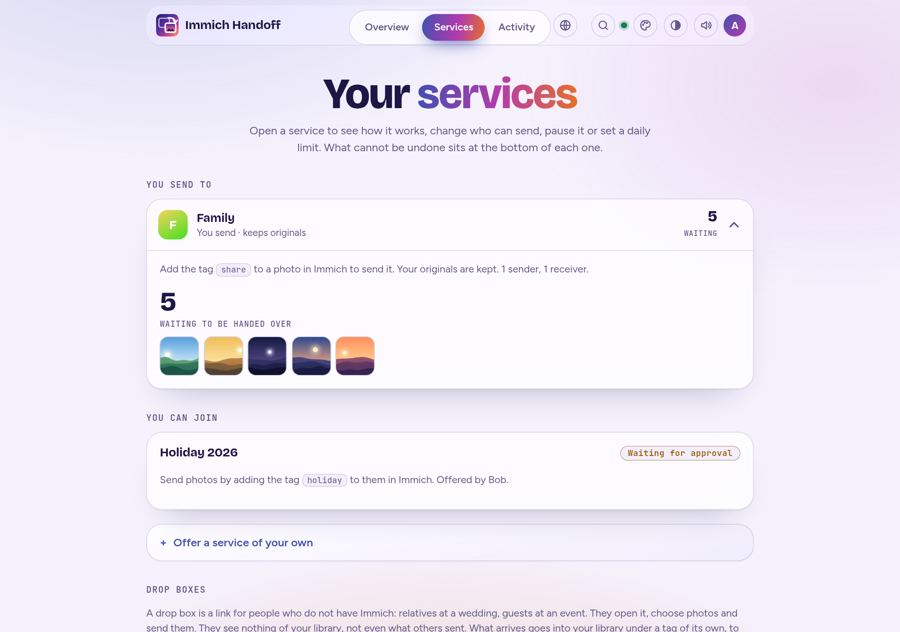 Immich Handoff
Overview
Services
Activity
A
Your services
Open a service to see how it works, change who can send, pause it or set a daily
limit. What cannot be undone sits at the bottom of each one.
YOU SEND TO
F
Family
You send · keeps originals
5
WAITING
Add the tag share to a photo in Immich to send it. Your originals are kept. 1 sender, 1 receiver.
5
WAITING TO BE HANDED OVER
YOU CAN JOIN
Holiday 2026
Waiting for approval
Send photos by adding the tag holiday to them in Immich. Offered by Bob.
+ Offer a service of your own
DROP BOXES
A drop box is a link for people who do not have Immich: relatives at a wedding, guests at an event. They open it, choose photos and
send them. They see nothing of your library, not even what others sent. What arrives goes into your library under a tag of its own, to